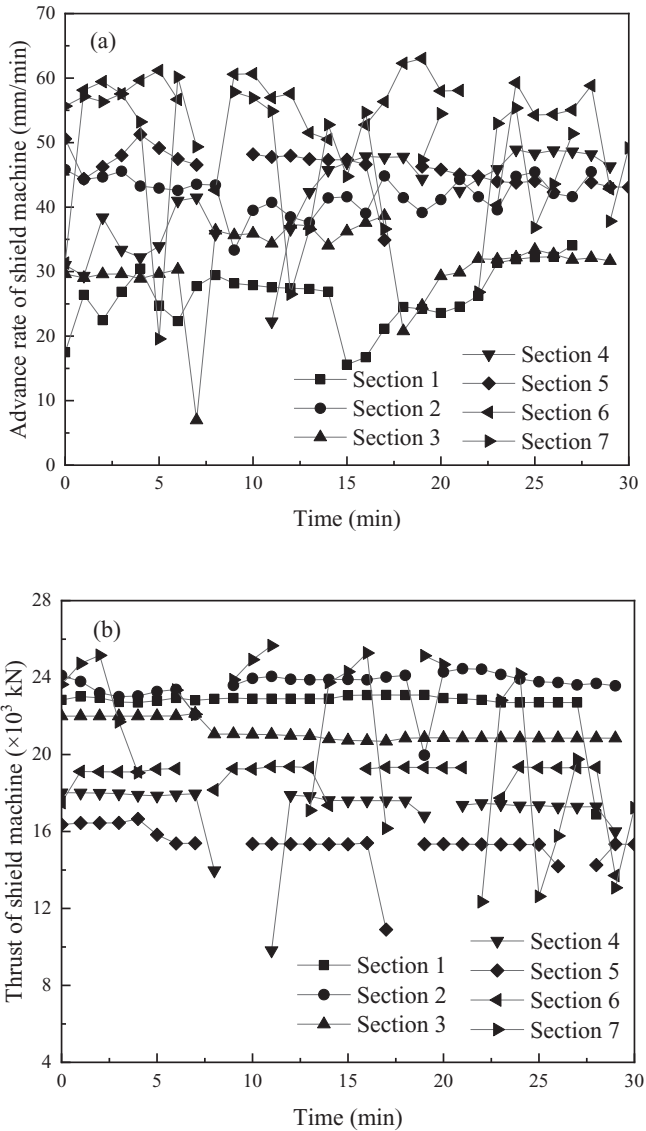 70
(a)
60
50
40
30
20
10
0
Advance rate of shield machine (mm/min)
Section 1
Section 2
Section 3
Section 4
Section 5
Section 6
Section 7
0 5 10 15 20 25 30
Time (min)
28
(b)
24
20
16
12
8
4
Thrust of shield machine (×10³ kN)
Section 1
Section 2
Section 3
Section 4
Section 5
Section 6
Section 7
0 5 10 15 20 25 30
Time (min)